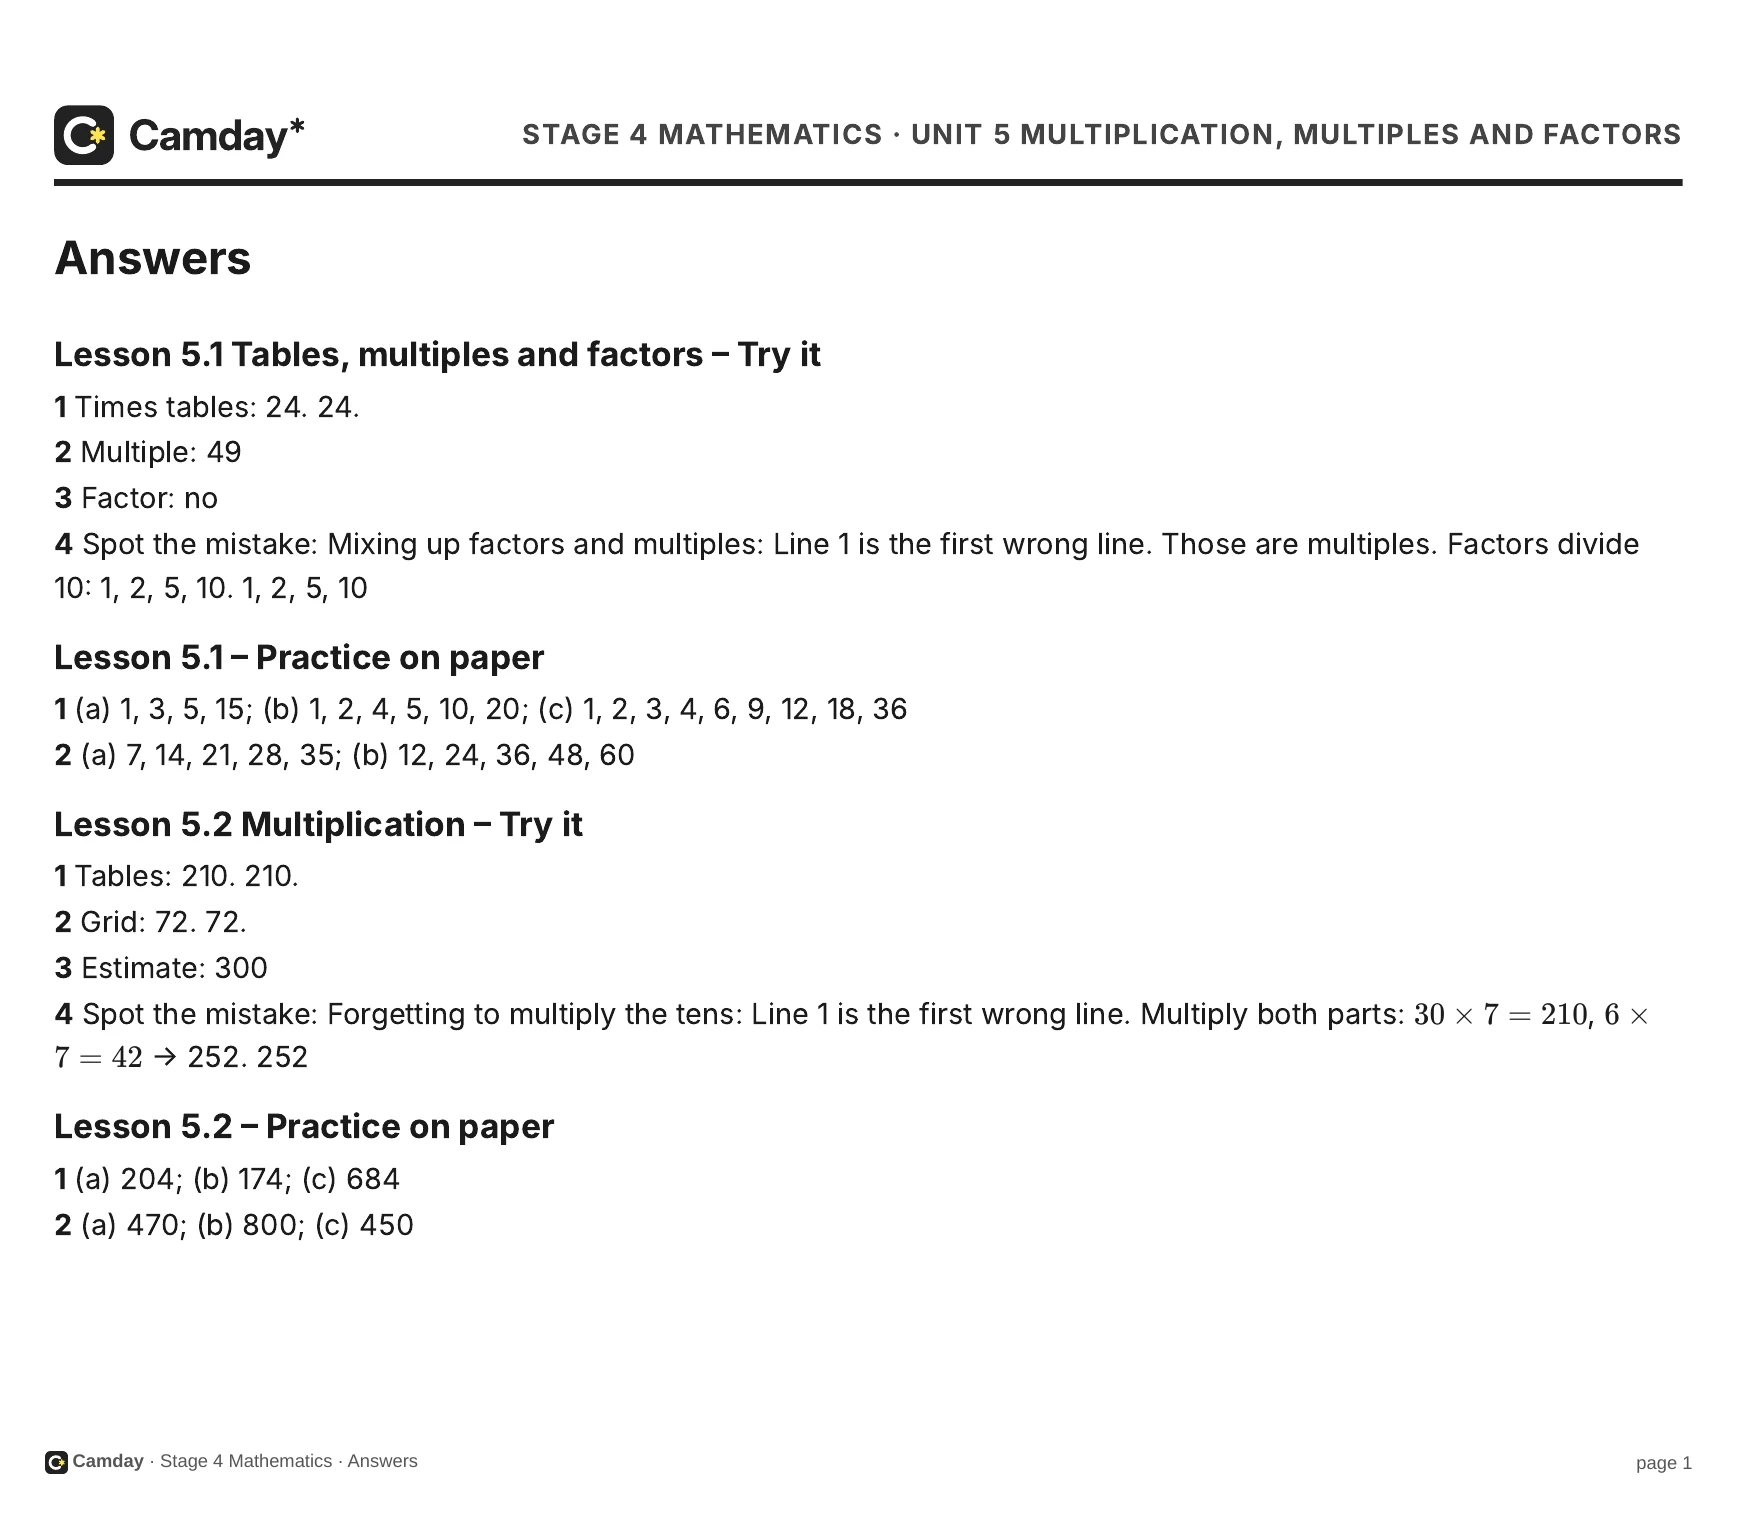 Camday*
STAGE 4 MATHEMATICS · UNIT 5 MULTIPLICATION, MULTIPLES AND FACTORS
Answers
Lesson 5.1 Tables, multiples and factors – Try it
1 Times tables: 24. 24.
2 Multiple: 49
3 Factor: no
4 Spot the mistake: Mixing up factors and multiples: Line 1 is the first wrong line. Those are multiples. Factors divide
10: 1, 2, 5, 10. 1, 2, 5, 10
Lesson 5.1 – Practice on paper
1 (a) 1, 3, 5, 15; (b) 1, 2, 4, 5, 10, 20; (c) 1, 2, 3, 4, 6, 9, 12, 18, 36
2 (a) 7, 14, 21, 28, 35; (b) 12, 24, 36, 48, 60
Lesson 5.2 Multiplication – Try it
1 Tables: 210. 210.
2 Grid: 72. 72.
3 Estimate: 300
4 Spot the mistake: Forgetting to multiply the tens: Line 1 is the first wrong line. Multiply both parts: 30 × 7 = 210, 6 ×
7 = 42 → 252. 252
Lesson 5.2 – Practice on paper
1 (a) 204; (b) 174; (c) 684
2 (a) 470; (b) 800; (c) 450
Camday · Stage 4 Mathematics · Answers
page 1